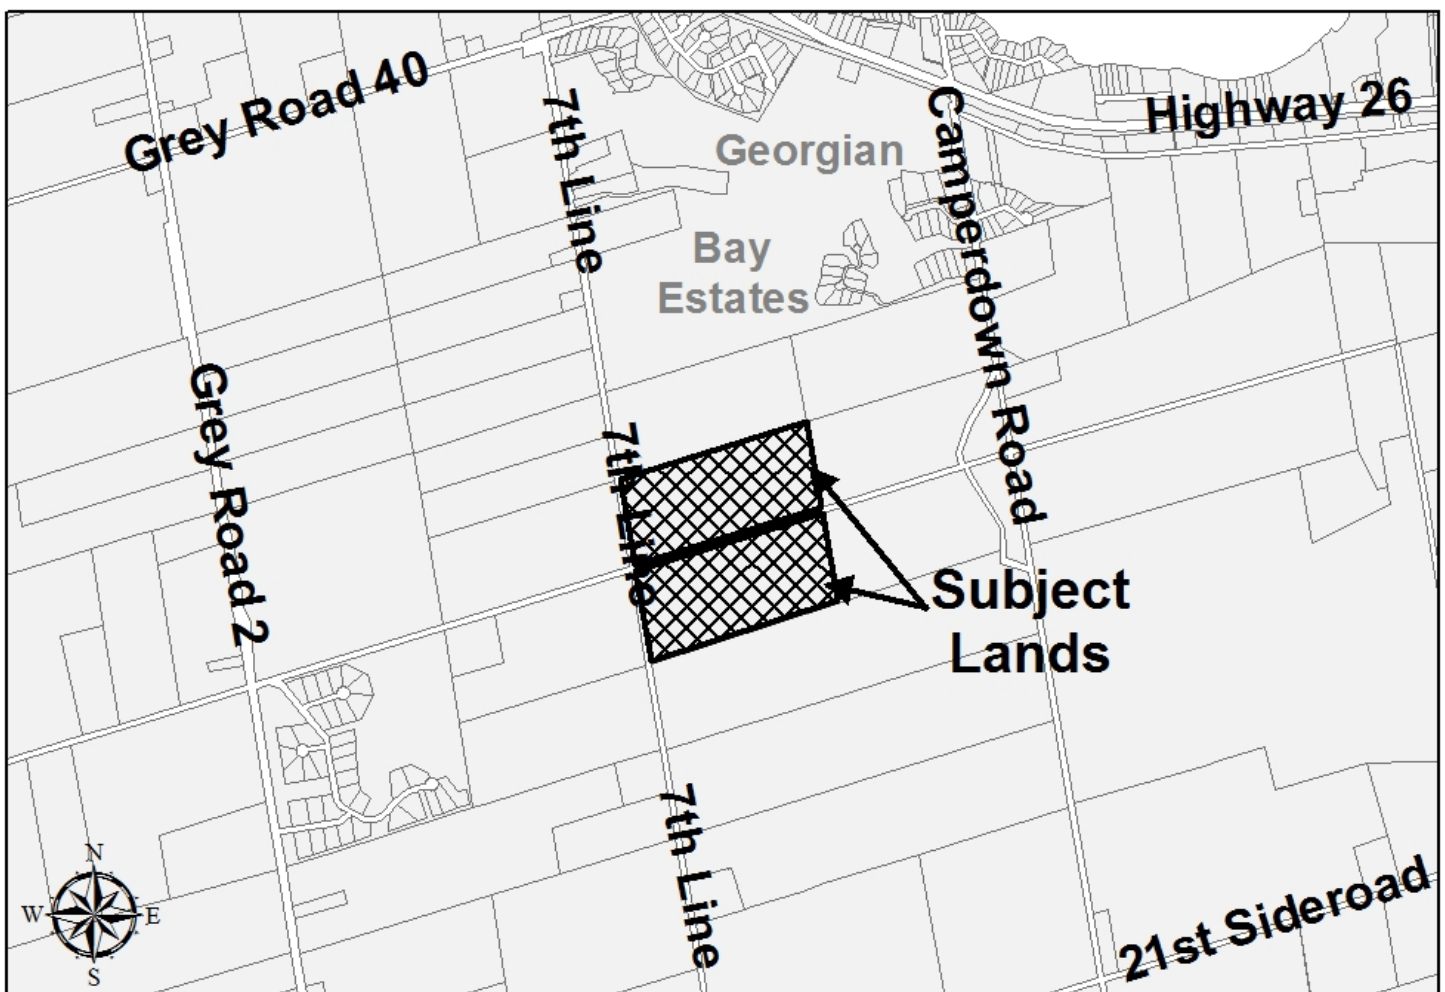 Grey Road 40
Highway 26
7th Line
Camperdown Road
Georgian
Bay
Estates
Grey Road 2
7th Line
Subject
Lands
7th Line
21st Sideroad
N
W
E
S